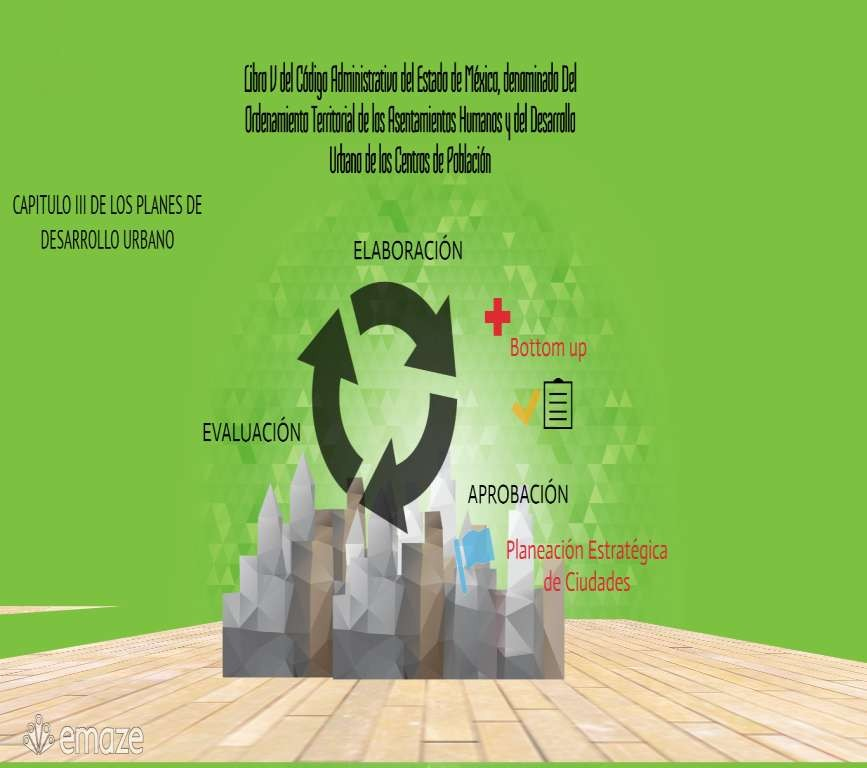 Libro V del Código Administrativo del Estado de México, denominado Del
Ordenamiento Territorial de los Asentamientos Humanos y del Desarrollo
Urbano de los Centros de Población
CAPITULO III DE LOS PLANES DE
DESARROLLO URBANO
ELABORACIÓN
Bottom up
EVALUACIÓN
APROBACIÓN
Planeación Estratégica
de Ciudades
emaze